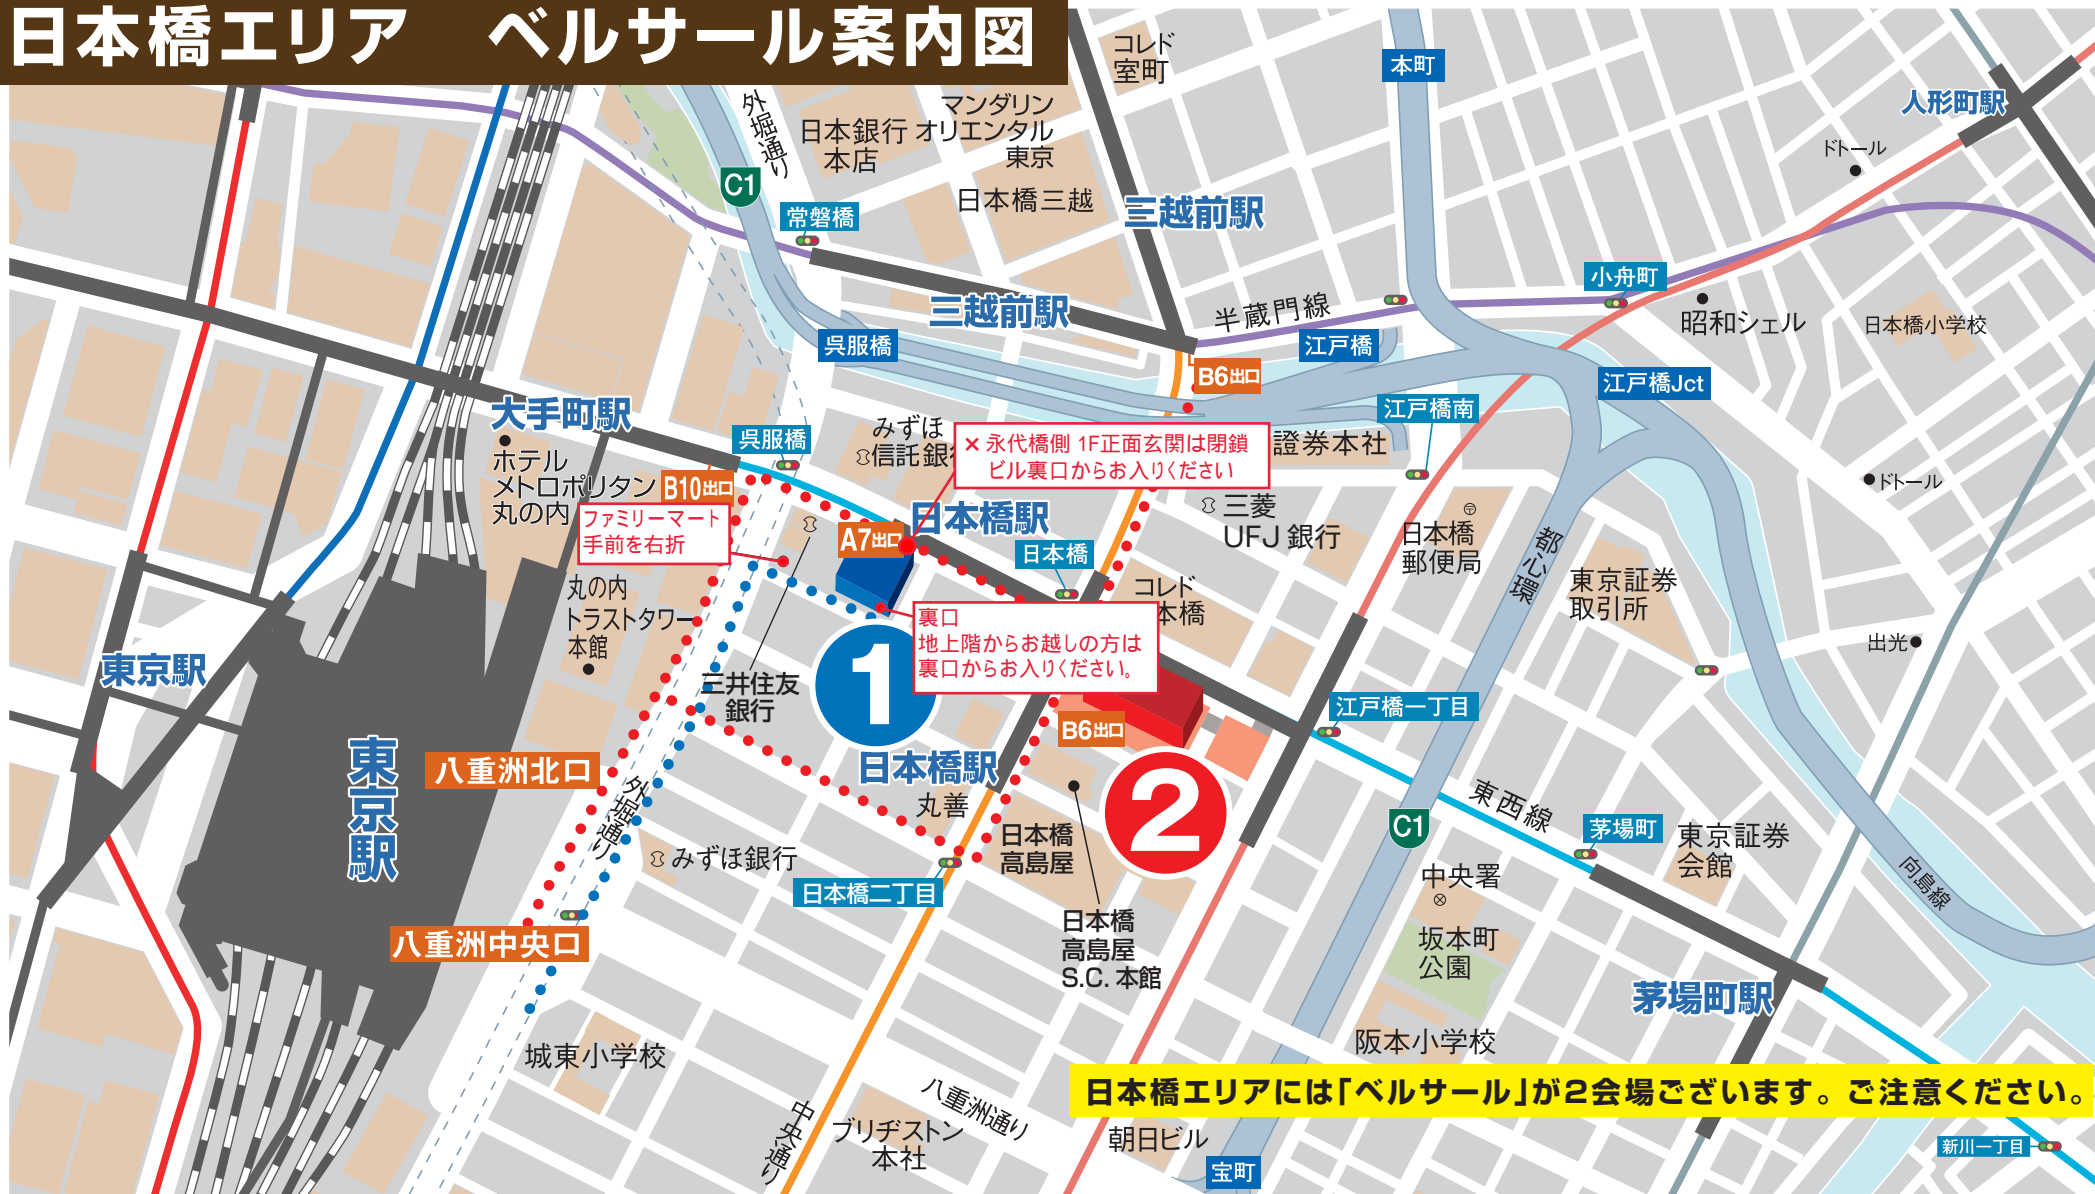 日本橋エリア　ベルサール案内図
コレド
室町
本町
人形町駅
外堀通り
マンダリン
オリエンタル
東京
日本銀行
本店
ドトール
C1
日本橋三越
三越前駅
常磐橋
小舟町
三越前駅
半蔵門線
昭和シェル
日本橋小学校
呉服橋
江戸橋
B6出口
江戸橋Jct
大手町駅
江戸橋南
呉服橋
みずほ
信託銀行
× 永代橋側 1F正面玄関は閉鎖
ビル裏口からお入りください
證券本社
ホテル
メトロポリタン
丸の内
B10出口
ドトール
ファミリーマート
手前を右折
A7出口
日本橋駅
日本橋
三菱
UFJ 銀行
日本橋
郵便局
都心環
東京証券
取引所
丸の内
トラストタワー
本館
コレド
本橋
裏口
地上階からお越しの方は
裏口からお入りください。
出光
東京駅
三井住友
銀行
1
江戸橋一丁目
B6出口
東京駅
八重洲北口
日本橋駅
2
外堀通り
丸善
東西線
C1
茅場町
東京証券
会館
みずほ銀行
日本橋
高島屋
日本橋二丁目
中央署
向島線
八重洲中央口
日本橋
高島屋
S.C. 本館
坂本町
公園
茅場町駅
城東小学校
阪本小学校
日本橋エリアには「ベルサール」が2会場ございます。ご注意ください。
中央通り
八重洲通り
ブリヂストン
本社
朝日ビル
宝町
新川一丁目